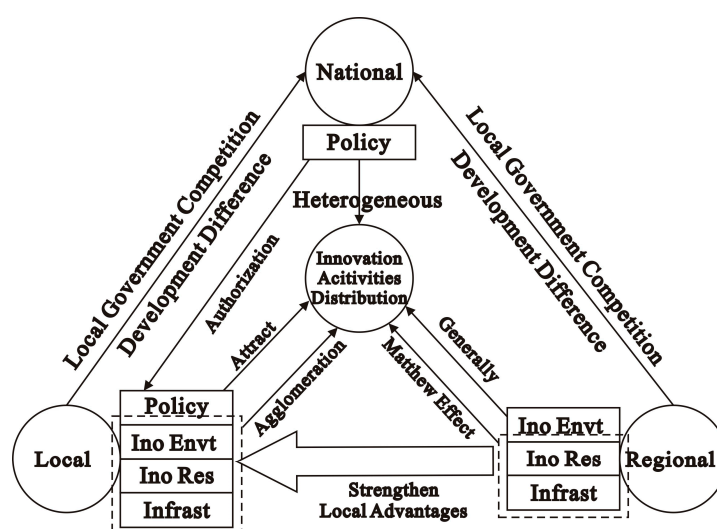 National
Policy
Heterogeneous
Local Government Competition
Development Difference
Local Government Competition
Development Difference
Authorization
Innovation
Acitivities
Distribution
Attract
Agglomeration
Generally
Matthew Effect
Local
Policy
Ino Envt
Ino Res
Infrast
Strengthen
Local Advantages
Ino Envt
Ino Res
Infrast
Regional